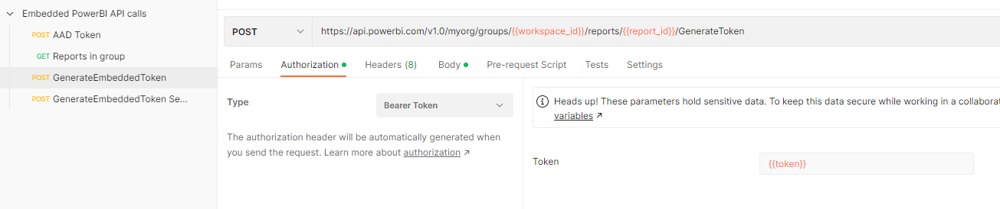 Embedded PowerBI API calls
POST AAD Token
GET Reports in group
POST GenerateEmbeddedToken
POST GenerateEmbeddedToken Se...
POST https://api.powerbi.com/v1.0/myorg/groups/{{workspace_id}}/reports/{{report_id}}/GenerateToken
Params Authorization Headers (8) Body Pre-request Script Tests Settings
Type Bearer Token
The authorization header will be automatically generated when
you send the request. Learn more about authorization ↗
Heads up! These parameters hold sensitive data. To keep this data secure while working in a collaborat
variables ↗
Token {{token}}